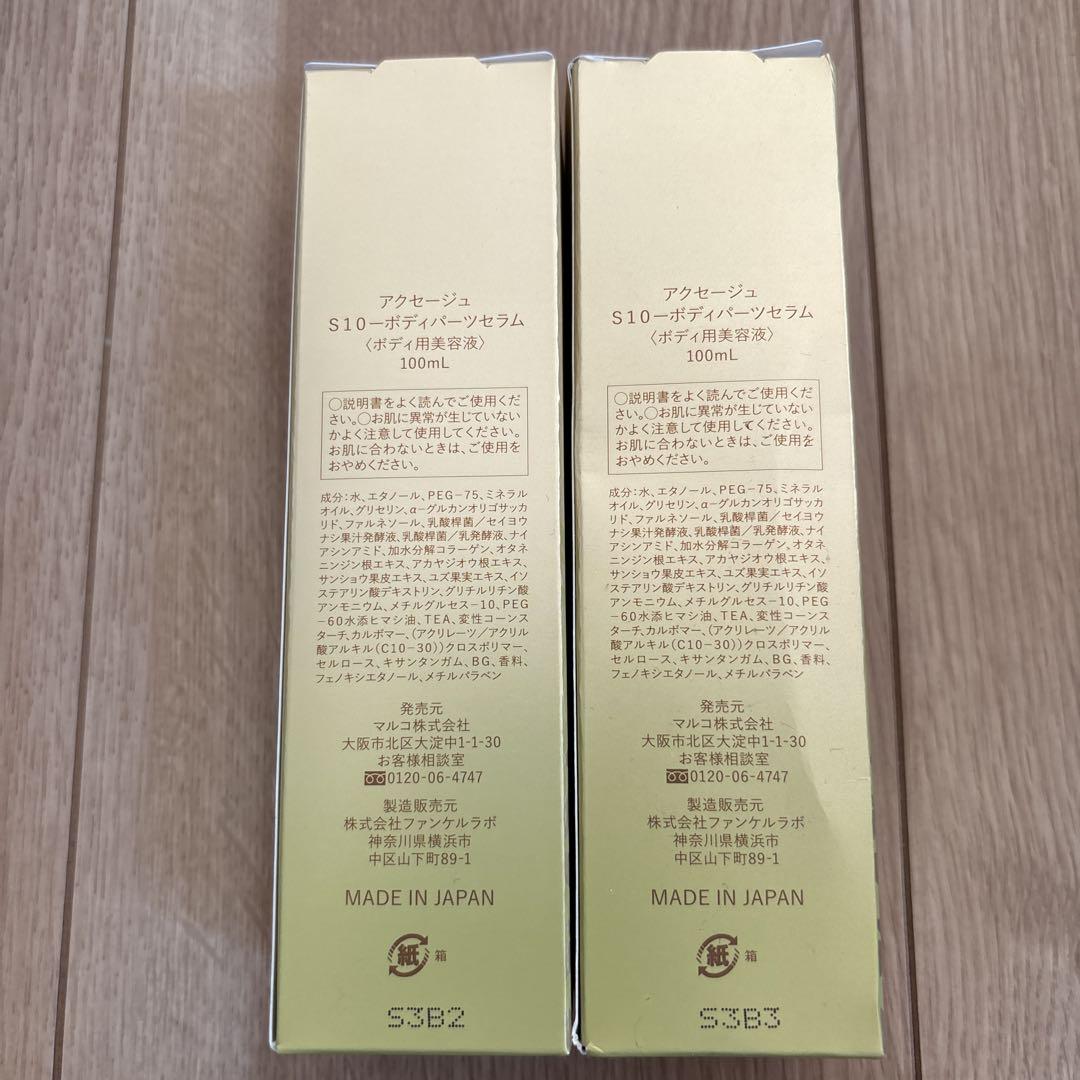 アクセージュ
S10ーボディパーツセラム
〈ボディ用美容液〉
100mL
○説明書をよく読んでご使用くだ
さい。○お肌に異常が生じていない
かよく注意して使用してください。
お肌に合わないときは、ご使用を
おやめください。
成分：水、エタノール、PEG−75、ミネラル
オイル、グリセリン、α−グルカンオリゴサッカ
リド、ファルネソール、乳酸桿菌／セイヨウ
ナシ果汁発酵液、乳酸桿菌／乳発酵液、ナイ
アシンアミド、加水分解コラーゲン、オタネ
ニンジン根エキス、アカヤジオウ根エキス、
サンショウ果皮エキス、ユズ果実エキス、イソ
ステアリン酸デキストリン、グリチルリチン酸
アンモニウム、メチルグルセス−10、PEG
−60水添ヒマシ油、TEA、変性コーンス
ターチ、カルボマー、（アクリレーツ／アクリル
酸アルキル（C10−30））クロスポリマー、
セルロース、キサンタンガム、BG、香料、
フェノキシエタノール、メチルパラベン
発売元
マルコ株式会社
大阪市北区大淀中1-1-30
お客様相談室
0120-06-4747
製造販売元
株式会社ファンケルラボ
神奈川県横浜市
中区山下町89-1
MADE IN JAPAN
紙 箱
S3B2
アクセージュ
S10ーボディパーツセラム
〈ボディ用美容液〉
100mL
○説明書をよく読んでご使用くだ
さい。○お肌に異常が生じていない
かよく注意して使用してください。
お肌に合わないときは、ご使用を
おやめください。
成分：水、エタノール、PEG−75、ミネラル
オイル、グリセリン、α−グルカンオリゴサッカ
リド、ファルネソール、乳酸桿菌／セイヨウ
ナシ果汁発酵液、乳酸桿菌／乳発酵液、ナイ
アシンアミド、加水分解コラーゲン、オタネ
ニンジン根エキス、アカヤジオウ根エキス、
サンショウ果皮エキス、ユズ果実エキス、イソ
ステアリン酸デキストリン、グリチルリチン酸
アンモニウム、メチルグルセス−10、PEG
−60水添ヒマシ油、TEA、変性コーンス
ターチ、カルボマー、（アクリレーツ／アクリル
酸アルキル（C10−30））クロスポリマー、
セルロース、キサンタンガム、BG、香料、
フェノキシエタノール、メチルパラベン
発売元
マルコ株式会社
大阪市北区大淀中1-1-30
お客様相談室
0120-06-4747
製造販売元
株式会社ファンケルラボ
神奈川県横浜市
中区山下町89-1
MADE IN JAPAN
紙 箱
S3B3